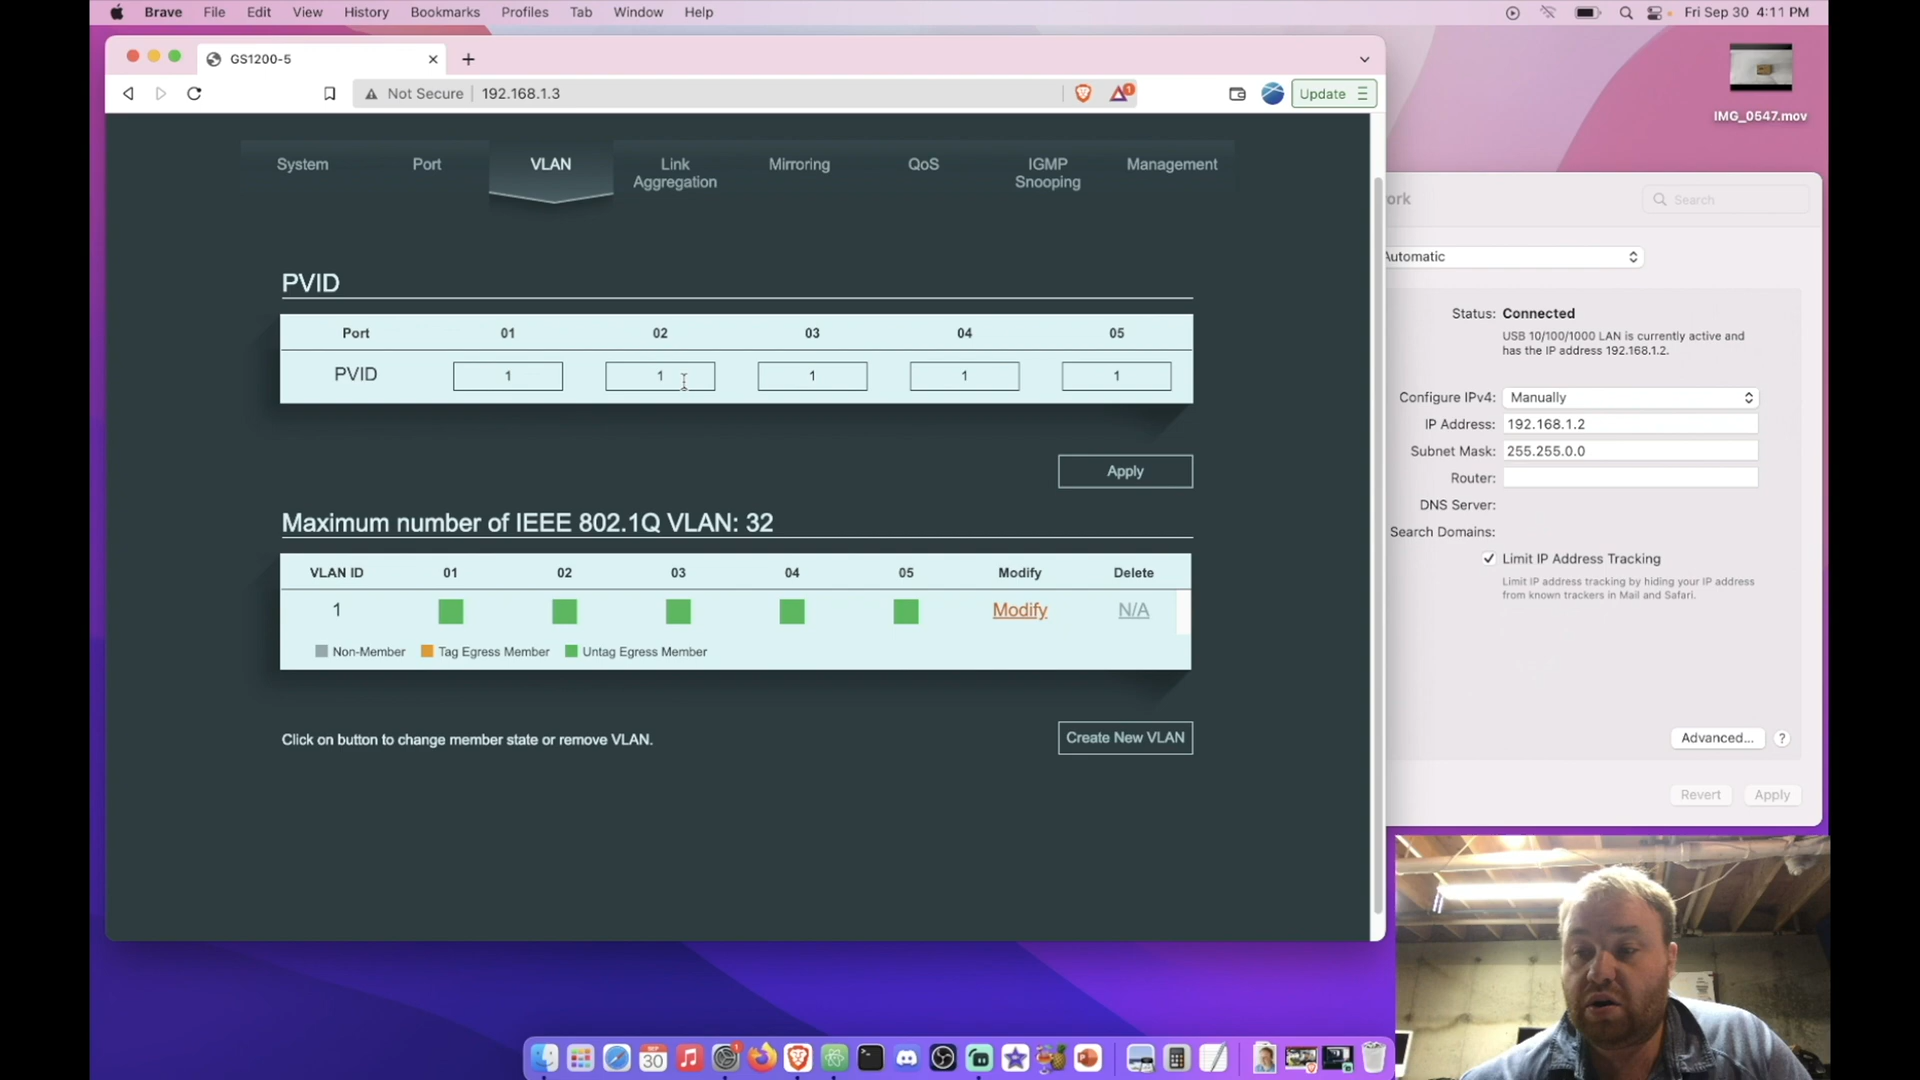 Brave File Edit View History Bookmarks Profiles Tab Window Help Fri Sep 30 4:11 PM
GS1200-5
Not Secure 192.168.1.3 1 Update
IMG_0547.mov
System Port VLAN Link Aggregation Mirroring QoS IGMP Snooping Management
PVID
Port 01 02 03 04 05
PVID 1 1 1 1 1
Apply
Maximum number of IEEE 802.1Q VLAN: 32
VLAN ID 01 02 03 04 05 Modify Delete
1 Modify N/A
Non-Member Tag Egress Member Untag Egress Member
Click on button to change member state or remove VLAN. Create New VLAN
ork Search
Automatic
Status: Connected
USB 10/100/1000 LAN is currently active and
has the IP address 192.168.1.2.
Configure IPv4: Manually
IP Address: 192.168.1.2
Subnet Mask: 255.255.0.0
Router:
DNS Server:
Search Domains:
Limit IP Address Tracking
Limit IP address tracking by hiding your IP address
from known trackers in Mail and Safari.
Advanced... ?
Revert Apply
SEP
30
1